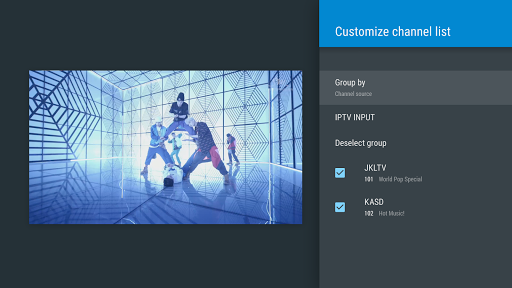 Customize channel list
Group by
Channel source
IPTV INPUT
Deselect group
JKLTV
101 World Pop Special
KASD
102 Hot Music!